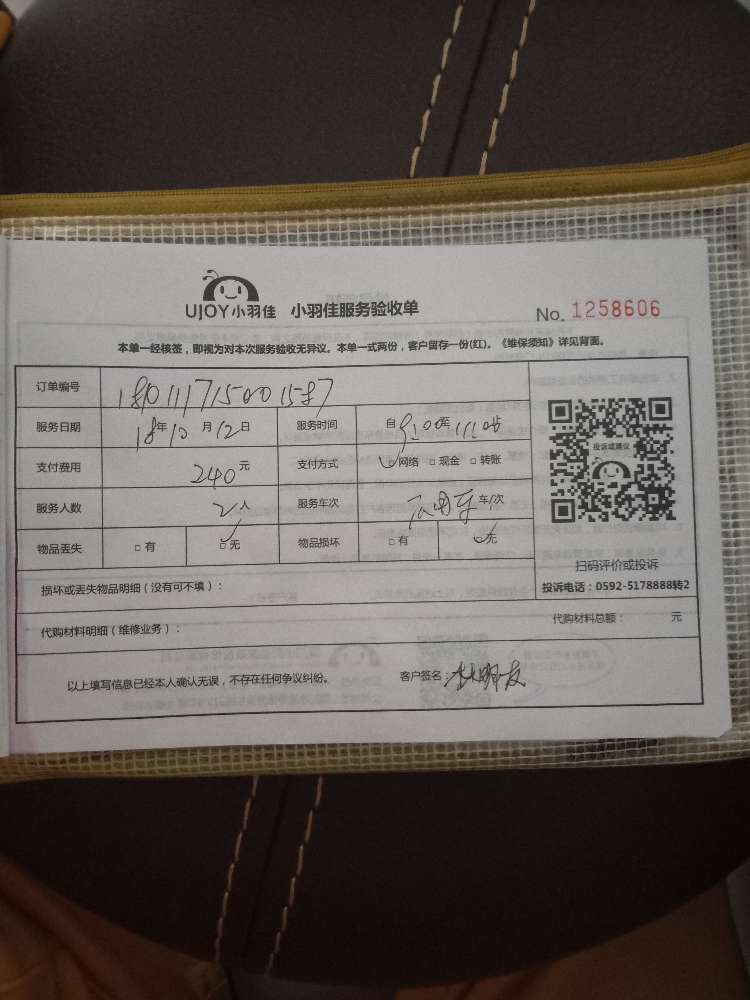 UJOY小羽佳 小羽佳服务验收单 No. 1258606
本单一经核签，即视为对本次服务验收无异议。本单一式两份，客户留存一份(红)。《维保须知》详见背面。
订单编号
服务日期 18年10月12日 服务时间 自 至 止
支付费用 240元 支付方式 □网络 □现金 □转账
服务人数 2人 服务车次 车/次
物品丢失 □有 □无 物品损坏 □有 □无
投诉或建议
扫码评价或投诉
投诉电话：0592-5178888转2
损坏或丢失物品明细（没有可不填）：
代购材料明细（维修业务）： 代购材料总额： 元
以上填写信息已经本人确认无误，不存在任何争议纠纷。 客户签名：